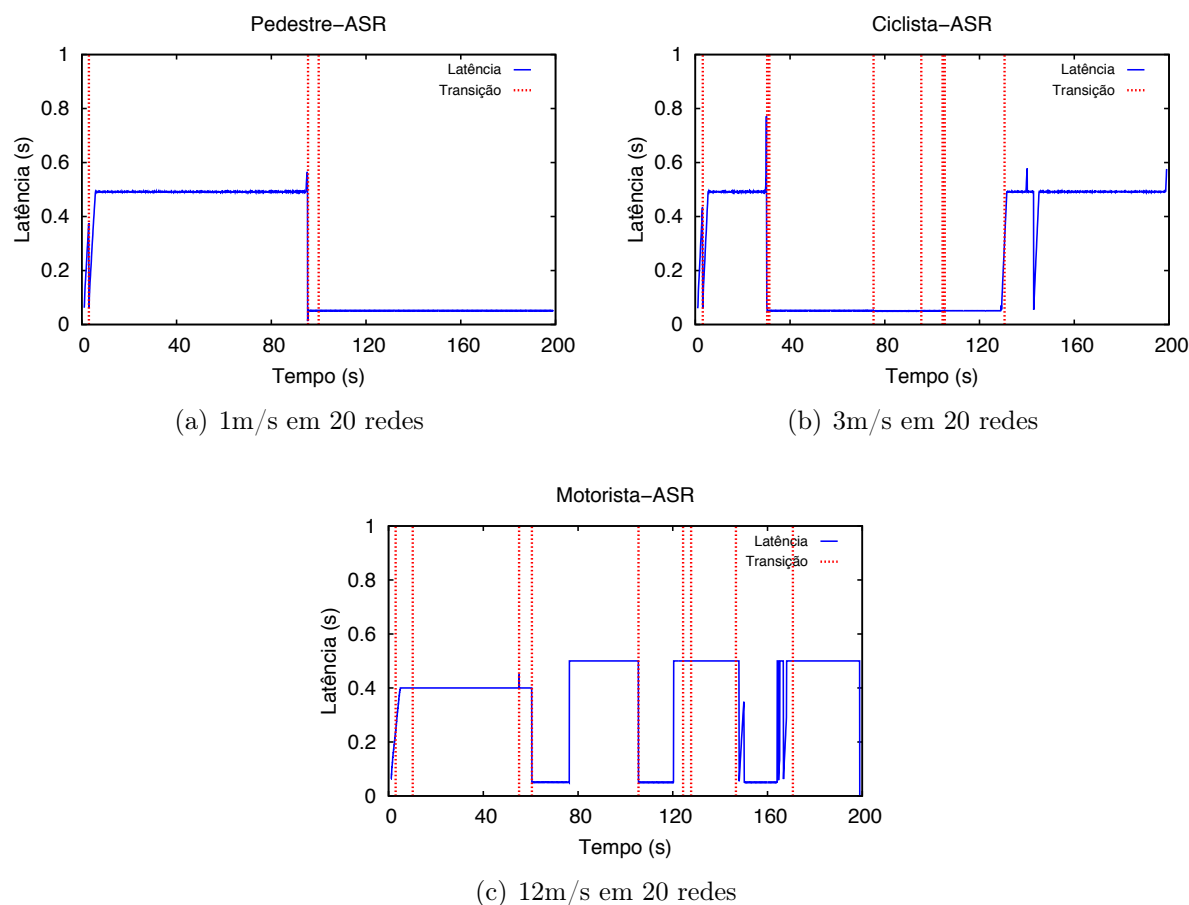 Pedestre−ASR
Latência (s)
1
0.8
0.6
0.4
0.2
0
Latência
Transição
0 40 80 120 160 200
Tempo (s)
(a) 1m/s em 20 redes
Ciclista−ASR
Latência (s)
1
0.8
0.6
0.4
0.2
0
Latência
Transição
0 40 80 120 160 200
Tempo (s)
(b) 3m/s em 20 redes
Motorista−ASR
Latência (s)
1
0.8
0.6
0.4
0.2
0
Latência
Transição
0 40 80 120 160 200
Tempo (s)
(c) 12m/s em 20 redes